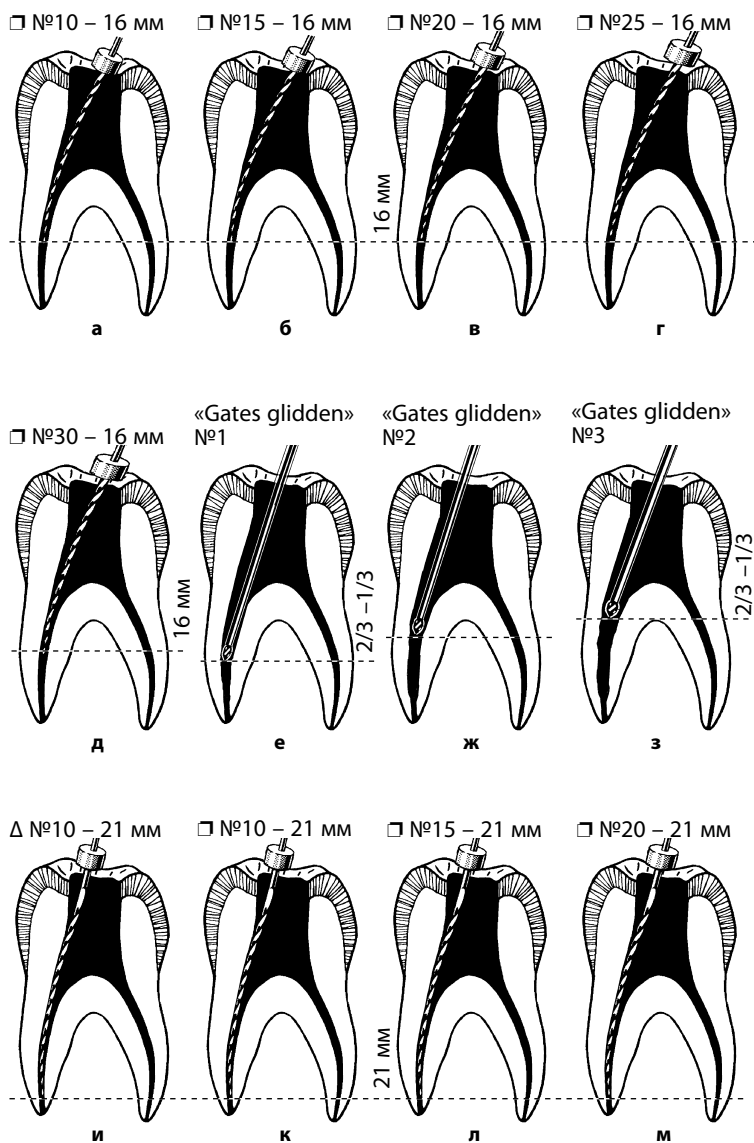 ❐ №10 – 16 мм
❐ №15 – 16 мм
❐ №20 – 16 мм
❐ №25 – 16 мм
16 мм
а
б
в
г
❐ №30 – 16 мм
«Gates glidden»
№1
«Gates glidden»
№2
«Gates glidden»
№3
16 мм
2/3 –1/3
2/3 –1/3
д
е
ж
з
Δ №10 – 21 мм
❐ №10 – 21 мм
❐ №15 – 21 мм
❐ №20 – 21 мм
21 мм
и
к
л
м